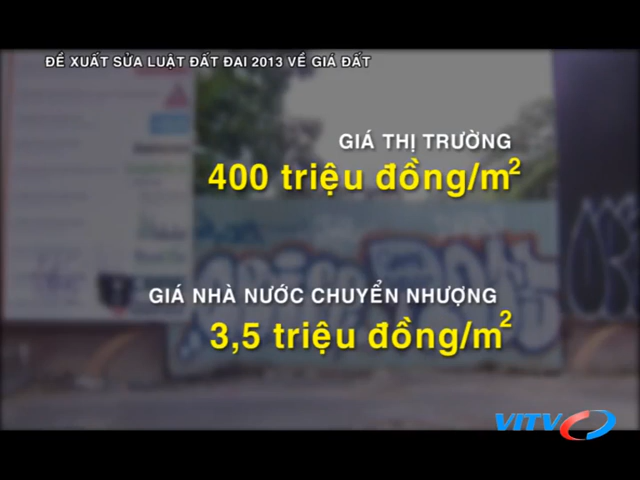 ĐỀ XUẤT SỬA LUẬT ĐẤT ĐAI 2013 VỀ GIÁ ĐẤT
GIÁ THỊ TRƯỜNG
400 triệu đồng/m²
GIÁ NHÀ NƯỚC CHUYỂN NHƯỢNG
3,5 triệu đồng/m²
VITV